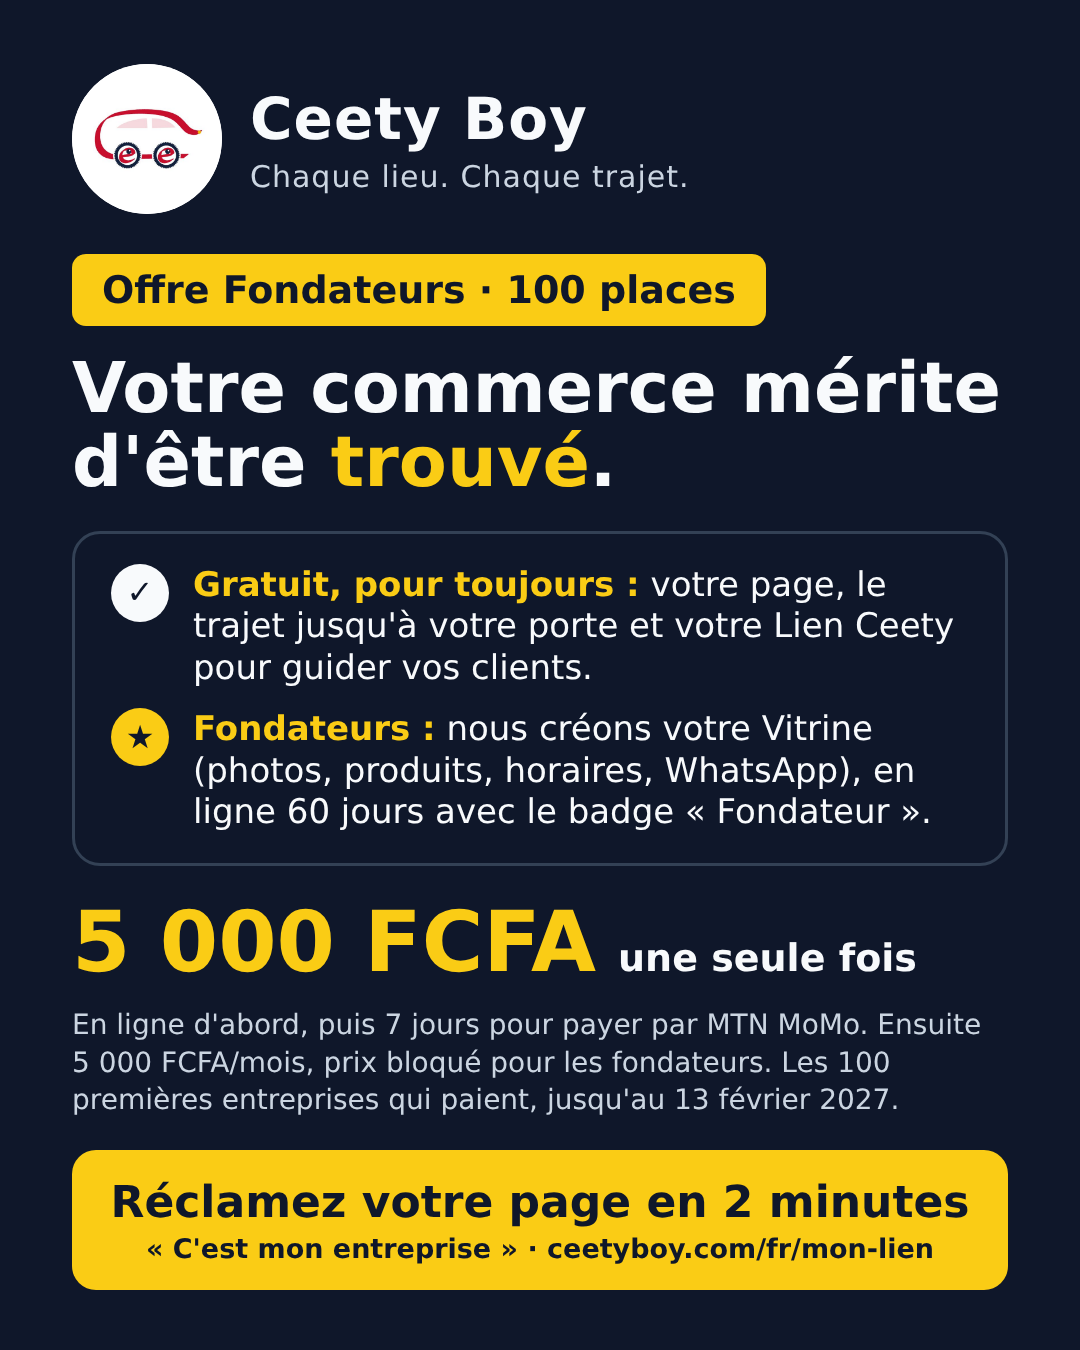 Ceety Boy
Chaque lieu. Chaque trajet.
Offre Fondateurs · 100 places
Votre commerce mérite
d'être trouvé.
✓ Gratuit, pour toujours : votre page, le
trajet jusqu'à votre porte et votre Lien Ceety
pour guider vos clients.
★ Fondateurs : nous créons votre Vitrine
(photos, produits, horaires, WhatsApp), en
ligne 60 jours avec le badge « Fondateur ».
5 000 FCFA une seule fois
En ligne d'abord, puis 7 jours pour payer par MTN MoMo. Ensuite
5 000 FCFA/mois, prix bloqué pour les fondateurs. Les 100
premières entreprises qui paient, jusqu'au 13 février 2027.
Réclamez votre page en 2 minutes
« C'est mon entreprise » · ceetyboy.com/fr/mon-lien